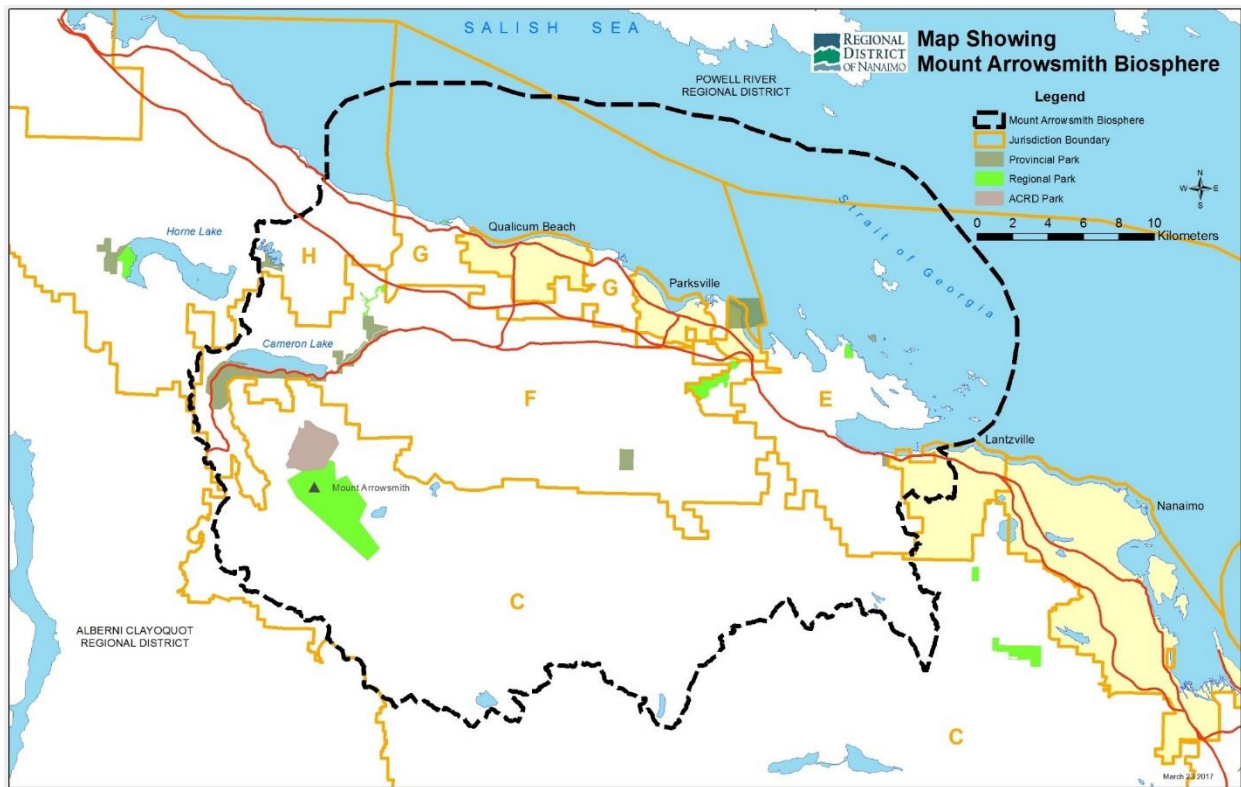 SALISH SEA
REGIONAL
DISTRICT
OF NANAIMO
Map Showing
Mount Arrowsmith Biosphere
POWELL RIVER
REGIONAL DISTRICT
Legend
Mount Arrowsmith Biosphere
Jurisdiction Boundary
Provincial Park
Regional Park
ACRD Park
N
W E
S
0 2 4 6 8 10
Kilometers
Strait of Georgia
Horne Lake
H
G
Qualicum Beach
G
Parksville
Cameron Lake
F
E
Lantzville
Mount Arrowsmith
Nanaimo
C
ALBERNI CLAYOQUOT
REGIONAL DISTRICT
C
March 23 2017